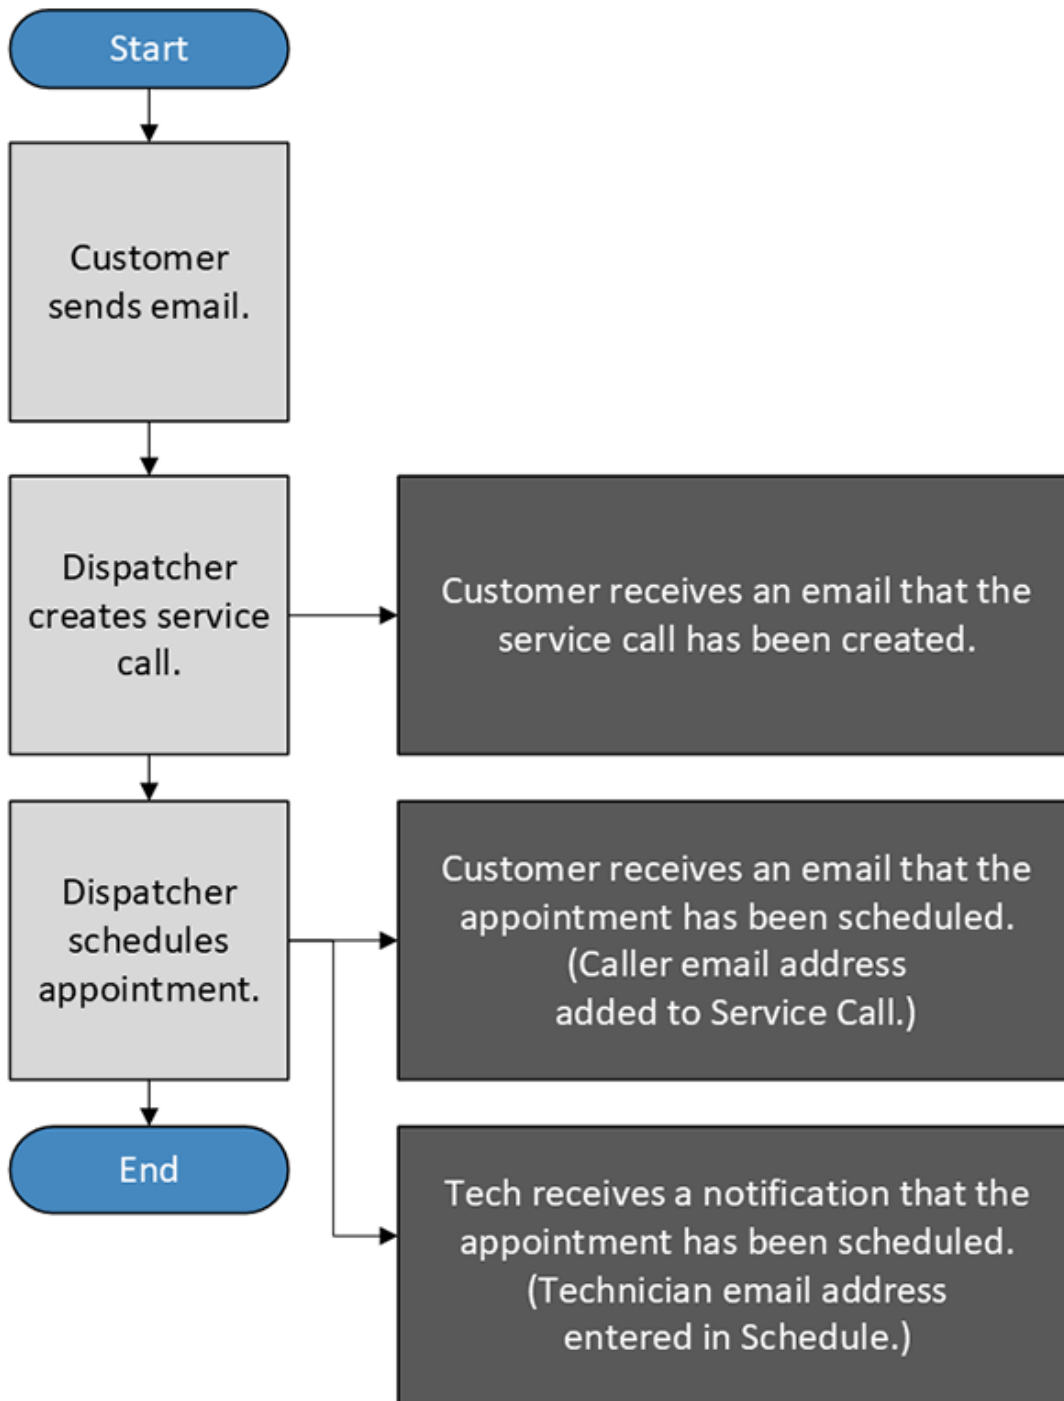 Start
Customer
sends email.
Dispatcher
creates service
call.
Customer receives an email that the
service call has been created.
Dispatcher
schedules
appointment.
Customer receives an email that the
appointment has been scheduled.
(Caller email address
added to Service Call.)
End
Tech receives a notification that the
appointment has been scheduled.
(Technician email address
entered in Schedule.)